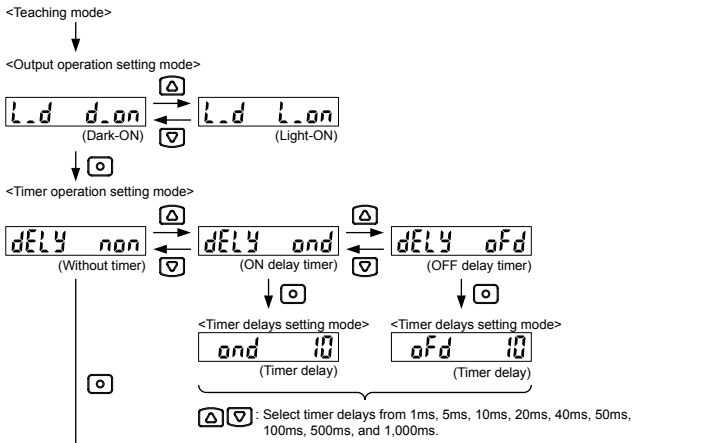 <Teaching mode>
<Output operation setting mode>
L_d d_on
L_d L_on
(Dark-ON)
(Light-ON)
<Timer operation setting mode>
dELY non
dELY ond
dELY oFd
(Without timer)
(ON delay timer)
(OFF delay timer)
<Timer delays setting mode>
<Timer delays setting mode>
ond 10
oFd 10
(Timer delay)
(Timer delay)
: Select timer delays from 1ms, 5ms, 10ms, 20ms, 40ms, 50ms,
100ms, 500ms, and 1,000ms.